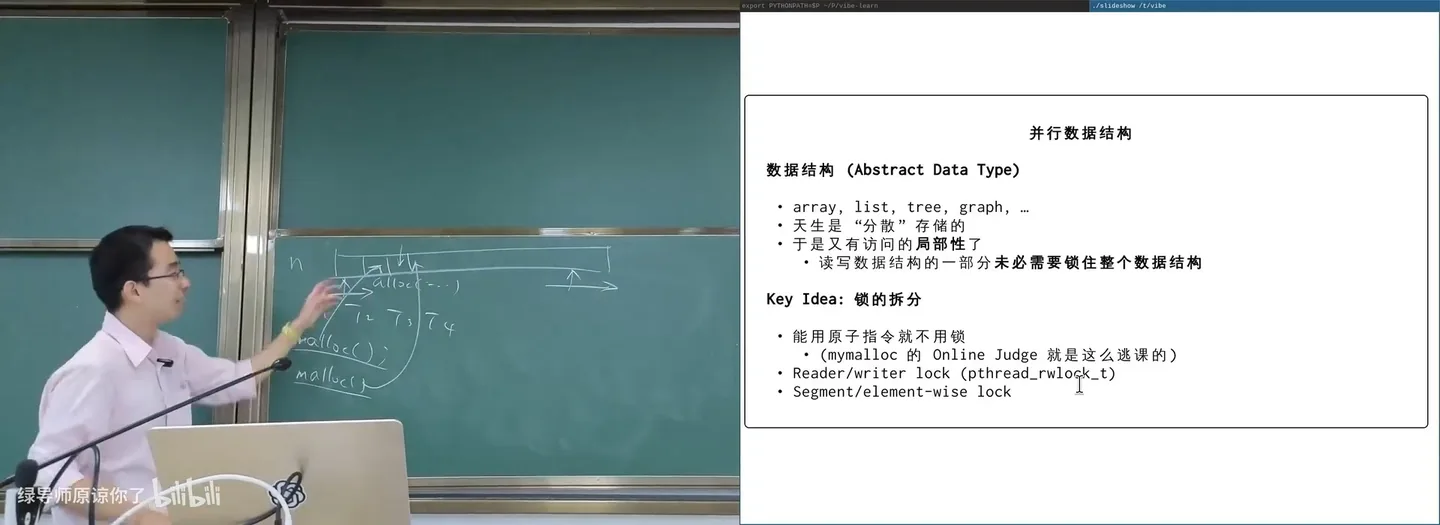 export PYTHONPATH=$P ~/P/vibe-learn
./slideshow /t/vibe
并行数据结构
数据结构 (Abstract Data Type)
• array, list, tree, graph, …
• 天生是 “分散” 存储的
• 于是又有访问的局部性了
• 读写数据结构的一部分未必需要锁住整个数据结构
Key Idea: 锁的拆分
• 能用原子指令就不用锁
• (mymalloc 的 Online Judge 就是这么逃课的)
• Reader/writer lock (pthread_rwlock_t)
• Segment/element-wise lock
n
alloc(-...)
T2 T3 T4
malloc();
malloc();
绿导师原谅你了 bilibili